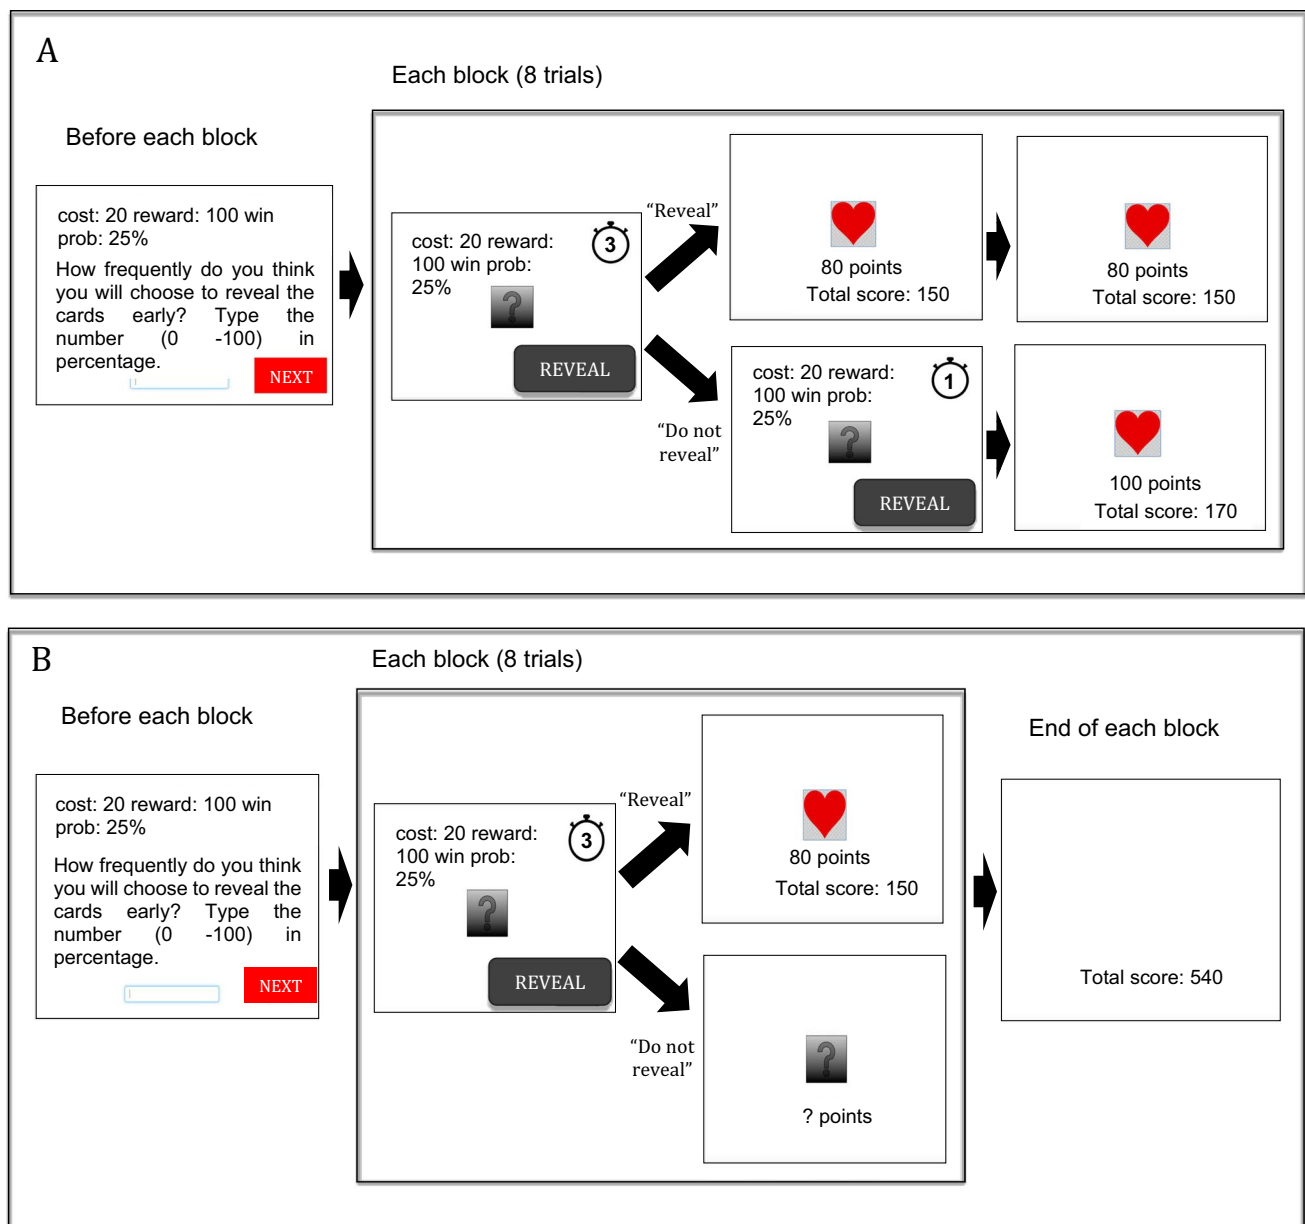 A
Each block (8 trials)
Before each block
cost: 20 reward: 100 win
prob: 25%
How frequently do you think
you will choose to reveal the
cards early? Type the
number (0 -100) in
percentage.
NEXT
cost: 20 reward:
100 win prob:
25%
3
?
REVEAL
“Reveal”
80 points
Total score: 150
80 points
Total score: 150
“Do not
reveal”
cost: 20 reward:
100 win prob:
25%
1
?
REVEAL
100 points
Total score: 170
B
Each block (8 trials)
Before each block
cost: 20 reward: 100 win
prob: 25%
How frequently do you think
you will choose to reveal the
cards early? Type the
number (0 -100) in
percentage.
NEXT
cost: 20 reward:
100 win prob:
25%
3
?
REVEAL
“Reveal”
80 points
Total score: 150
“Do not
reveal”
?
? points
End of each block
Total score: 540